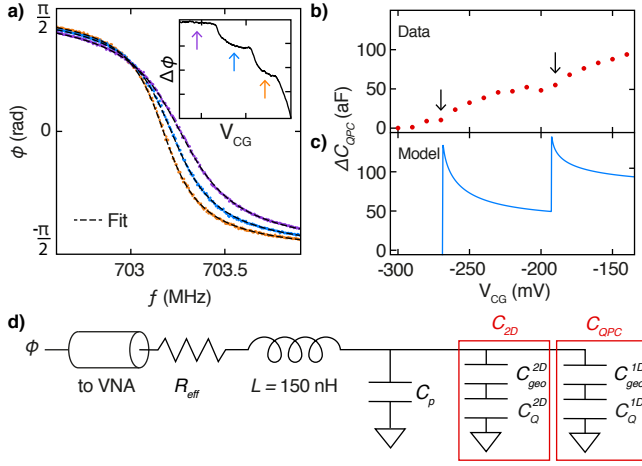 a)
π
2
0
-π
2
ϕ (rad)
703
703.5
f (MHz)
Fit
Δϕ
V_CG
b)
Data
100
50
0
ΔC_QPC (aF)
c)
Model
100
50
0
-300
-250
-200
-150
V_CG (mV)
d)
ϕ
to VNA
R_eff
L = 150 nH
C_p
C_2D
C_geo^2D
C_Q^2D
C_QPC
C_geo^1D
C_Q^1D